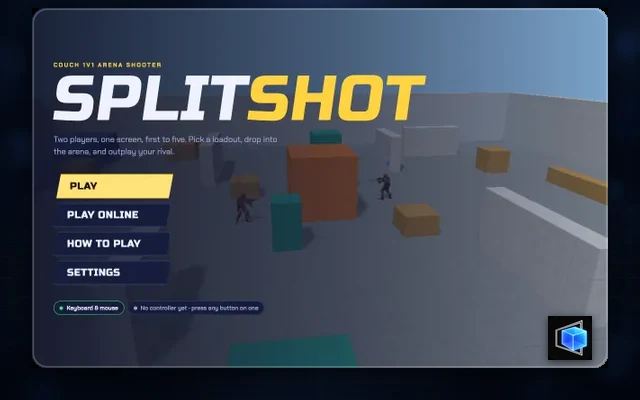 COUCH 1V1 ARENA SHOOTER
SPLITSHOT
Two players, one screen, first to five. Pick a loadout, drop into
the arena, and outplay your rival.
PLAY
PLAY ONLINE
HOW TO PLAY
SETTINGS
Keyboard & mouse
No controller yet - press any button on one